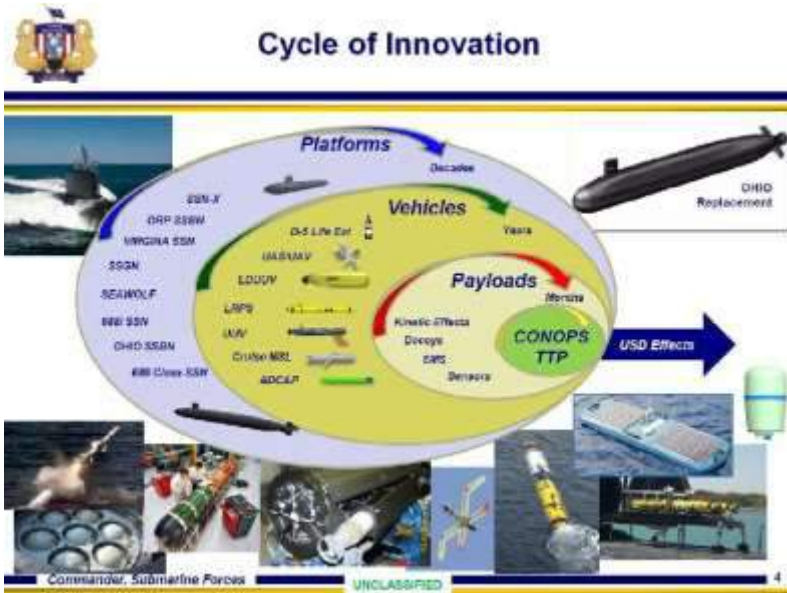 Cycle of Innovation
Platforms
Decades
SSN-X
ORP SSBN
VIRGINIA SSN
SSGN
SEAWOLF
688i SSN
OHIO SSBN
688 Class SSN
Vehicles
Years
D-5 Life Ext
UAS/UAV
LDUUV
LRPS
UUV
Cruise MSL
ADCAP
Payloads
Months
Kinetic Effects
Decoys
EMS
Sensors
CONOPS
TTP
USD Effects
OHIO
Replacement
Commander, Submarine Forces
UNCLASSIFIED
4